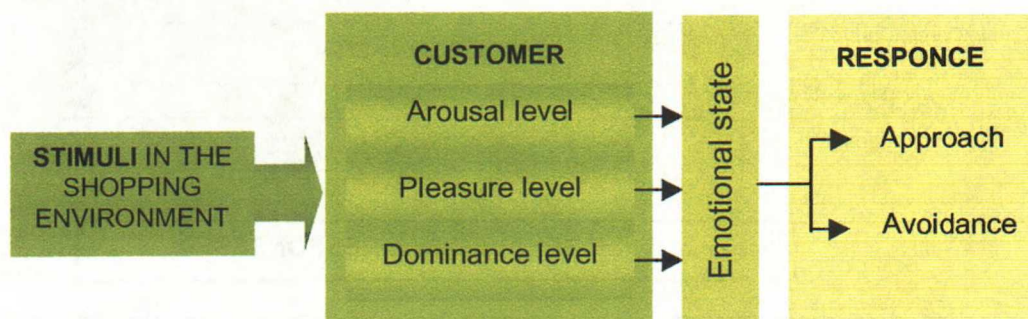 STIMULI IN THE
SHOPPING
ENVIRONMENT
CUSTOMER
Arousal level
Pleasure level
Dominance level
Emotional state
RESPONCE
Approach
Avoidance